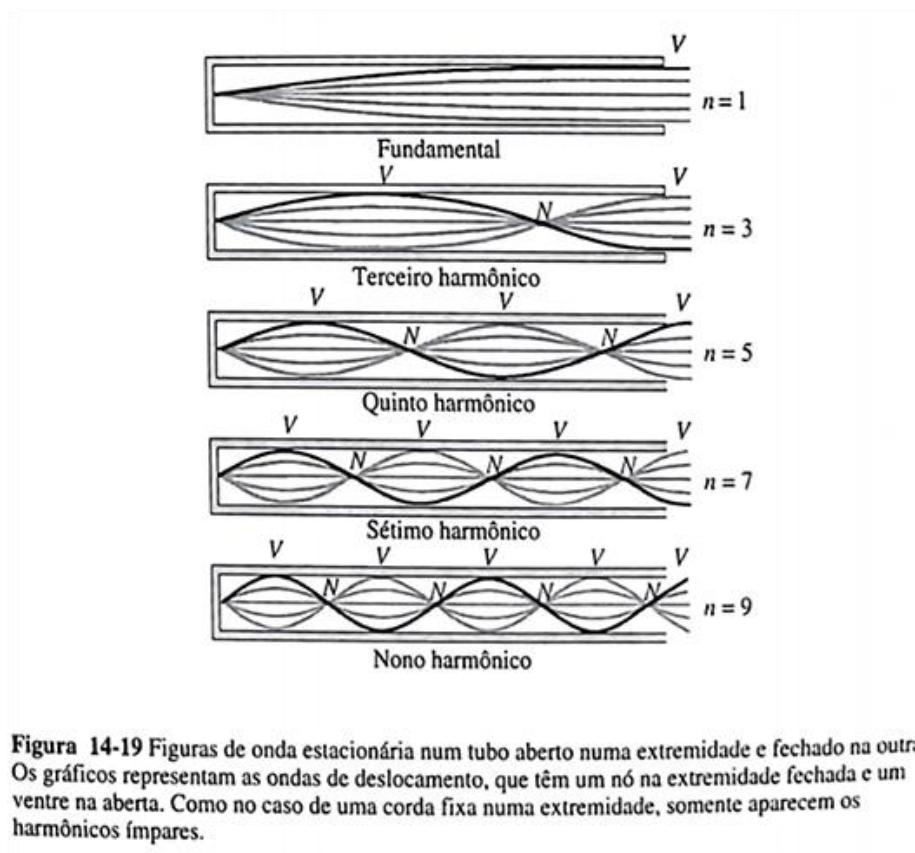 V
n = 1
Fundamental
V
V
N
n = 3
Terceiro harmônico
V
V
V
N
N
n = 5
Quinto harmônico
V
V
V
V
N
N
N
n = 7
Sétimo harmônico
V
V
V
V
V
N
N
N
N
n = 9
Nono harmônico
Figura 14-19 Figuras de onda estacionária num tubo aberto numa extremidade e fechado na outra
Os gráficos representam as ondas de deslocamento, que têm um nó na extremidade fechada e um
ventre na aberta. Como no caso de uma corda fixa numa extremidade, somente aparecem os
harmônicos ímpares.